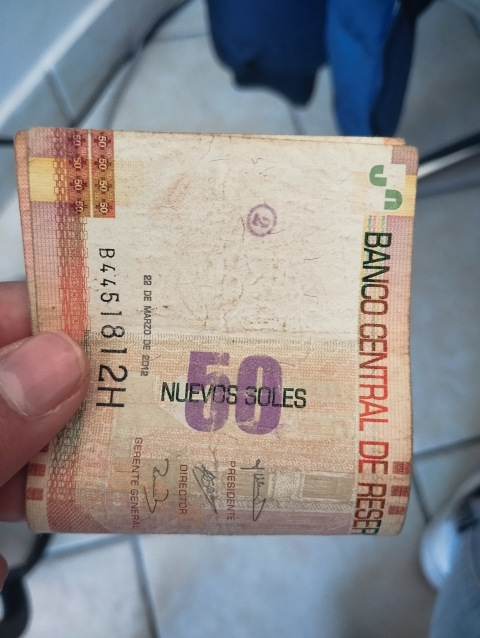 BANCO CENTRAL DE RESER
50
NUEVOS SOLES
2
22 DE MARZO DE 2012
B4451812H
PRESIDENTE
DIRECTOR
GERENTE GENERAL
50 50 50 50
50 50 50 50